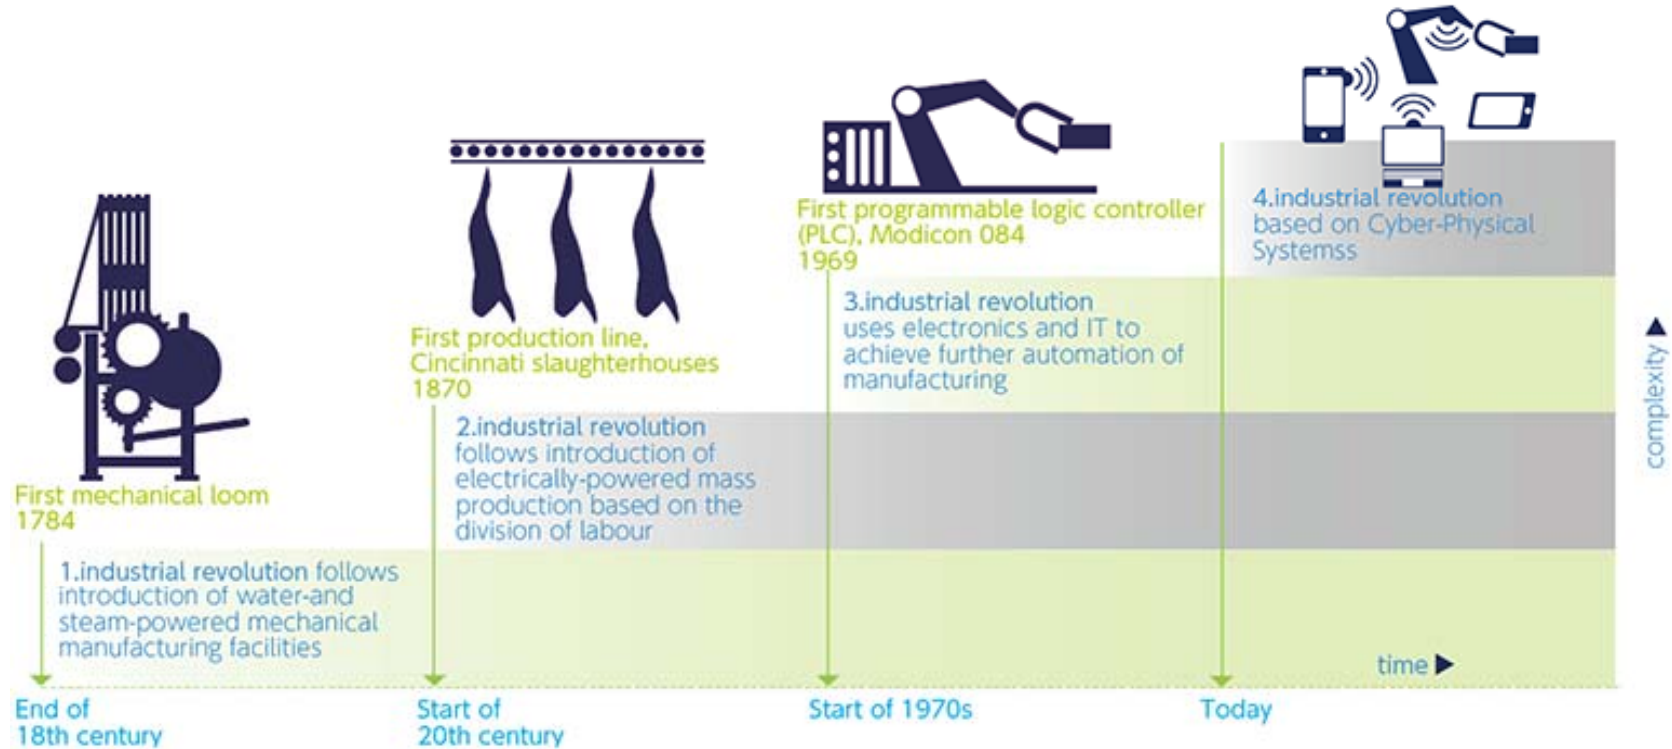 First mechanical loom
1784
1.industrial revolution follows
introduction of water-and
steam-powered mechanical
manufacturing facilities
End of
18th century
First production line,
Cincinnati slaughterhouses
1870
2.industrial revolution
follows introduction of
electrically-powered mass
production based on the
division of labour
Start of
20th century
First programmable logic controller
(PLC), Modicon 084
1969
3.industrial revolution
uses electronics and IT to
achieve further automation of
manufacturing
Start of 1970s
4.industrial revolution
based on Cyber-Physical
Systemss
Today
time
complexity